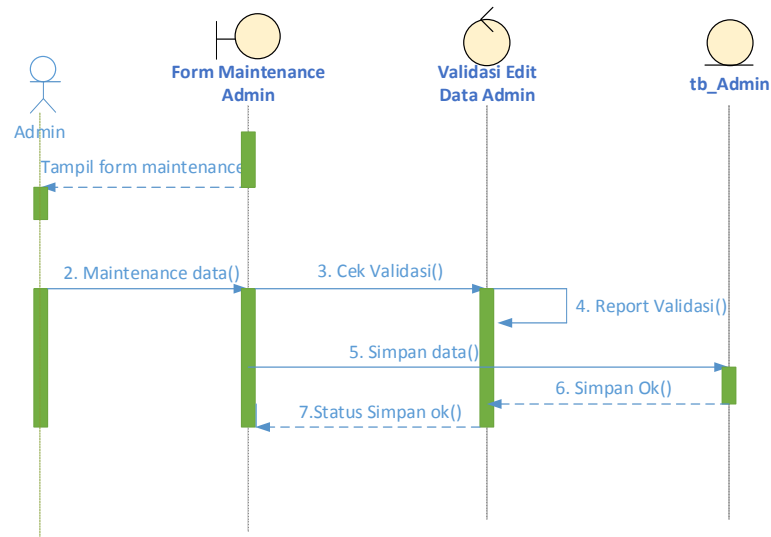 Form Maintenance
Admin
Validasi Edit
Data Admin
tb_Admin
Admin
Tampil form maintenance
2. Maintenance data()
3. Cek Validasi()
4. Report Validasi()
5. Simpan data()
6. Simpan Ok()
7.Status Simpan ok()